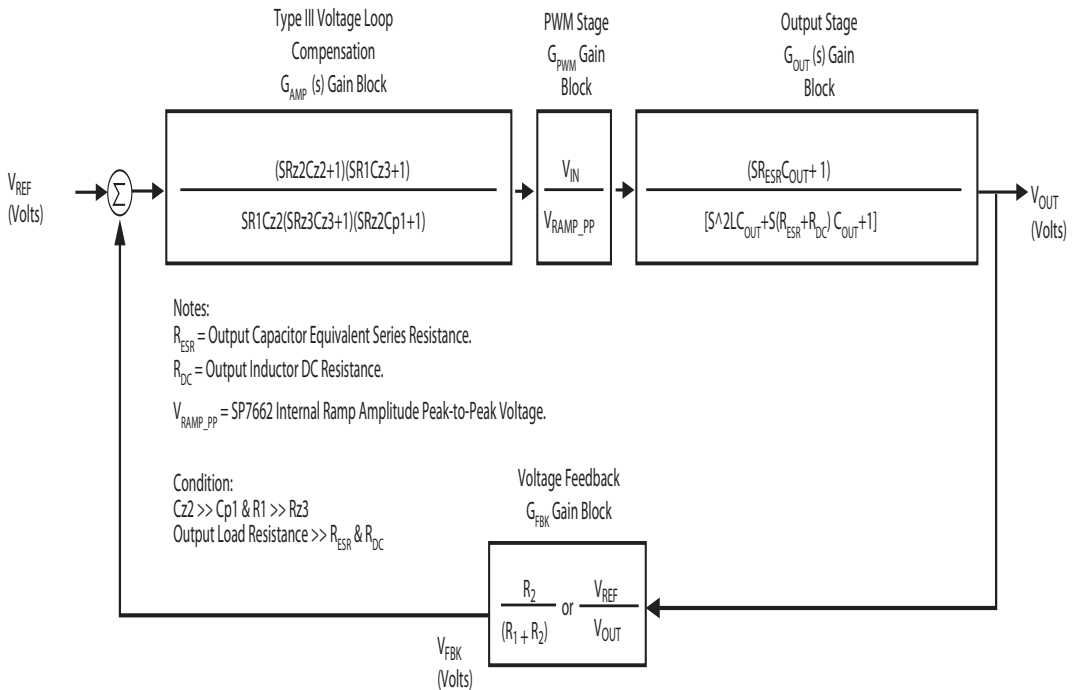 Type III Voltage Loop
Compensation
G_AMP (s) Gain Block
PWM Stage
G_PWM Gain
Block
Output Stage
G_OUT (s) Gain
Block
V_REF
(Volts)
Σ
(SRz2Cz2+1)(SR1Cz3+1)
SR1Cz2(SRz3Cz3+1)(SRz2Cp1+1)
V_IN
V_RAMP_PP
(SR_ESRC_OUT+ 1)
[S^2LC_OUT+S(R_ESR+R_DC) C_OUT+1]
V_OUT
(Volts)
Notes:
R_ESR = Output Capacitor Equivalent Series Resistance.
R_DC = Output Inductor DC Resistance.
V_RAMP_PP = SP7662 Internal Ramp Amplitude Peak-to-Peak Voltage.
Condition:
Cz2 >> Cp1 & R1 >> Rz3
Output Load Resistance >> R_ESR & R_DC
Voltage Feedback
G_FBK Gain Block
R_2
(R_1 + R_2)
or
V_REF
V_OUT
V_FBK
(Volts)